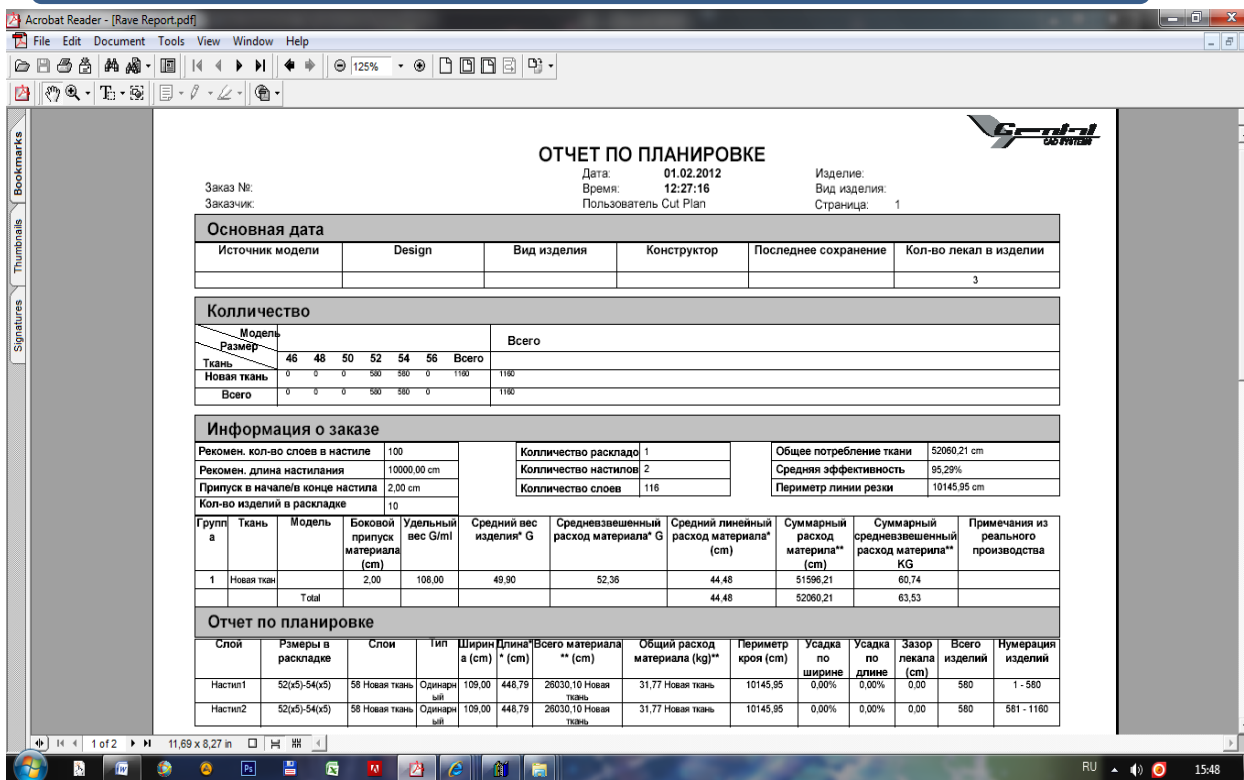 Acrobat Reader - [Rave Report.pdf]
File Edit Document Tools View Window Help
125%
Bookmarks
Thumbnails
Signatures
Gemini
CAD SYSTEMS
ОТЧЕТ ПО ПЛАНИРОВКЕ
Дата: 01.02.2012 Изделие:
Заказ №: Время: 12:27:16 Вид изделия:
Заказчик: Пользователь Cut Plan Страница: 1
Основная дата
Источник модели Design Вид изделия Конструктор Последнее сохранение Кол-во лекал в изделии
3
Колличество
Модель
Размер
Ткань
Всего
46 48 50 52 54 56 Всего
Новая ткань 0 0 0 580 580 0 1160 1160
Всего 0 0 0 580 580 0 1160
Информация о заказе
Рекомен. кол-во слоев в настиле 100 Колличество раскладо 1 Общее потребление ткани 52060,21 cm
Рекомен. длина настилания 10000,00 cm Колличество настилов 2 Средняя эффективность 95,29%
Припуск в начале/в конце настила 2,00 cm Колличество слоев 116 Периметр линии резки 10145,95 cm
Кол-во изделий в раскладке 10
Групп Ткань Модель Боковой Удельный Средний вес Средневзвешенный Средний линейный Суммарный Суммарный Примечания из
а припуск вес G/ml изделия* G расход материала* G расход материала* расход средневзвешенный реального
материала (cm) материла** расход материла** производства
(cm) (cm) KG
1 Новая ткан 2,00 108,00 49,90 52,36 44,48 51596,21 60,74
Total 44,48 52060,21 63,53
Отчет по планировке
Слой Рзмеры в Слои Тип Ширин Длина* Всего материала Общий расход Периметр Усадка Усадка Зазор Всего Нумерация
раскладке а (cm) * (cm) ** (cm) материала (kg)** кроя (cm) по по лекала изделий изделий
ширине длине (cm)
Настил1 52(x5)-54(x5) 58 Новая ткань Одинарн 109,00 448,79 26030,10 Новая 31,77 Новая ткань 10145,95 0,00% 0,00% 0,00 580 1 - 580
ый ткань
Настил2 52(x5)-54(x5) 58 Новая ткань Одинарн 109,00 448,79 26030,10 Новая 31,77 Новая ткань 10145,95 0,00% 0,00% 0,00 580 581 - 1160
ый ткань
1 of 2 11,69 x 8,27 in
Ps
RU 15:48